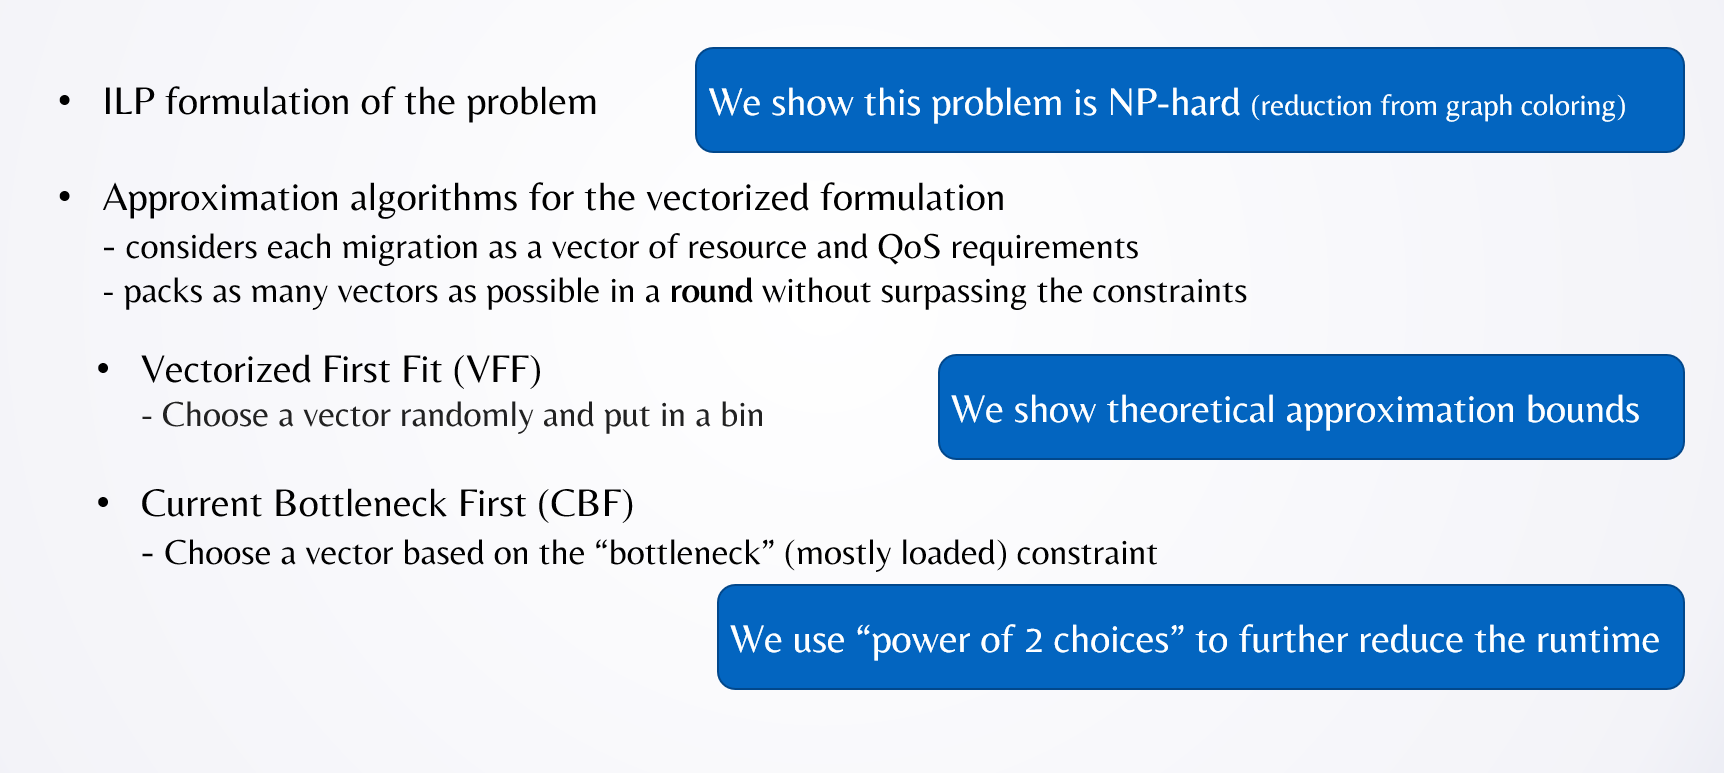 • ILP formulation of the problem
We show this problem is NP-hard (reduction from graph coloring)
• Approximation algorithms for the vectorized formulation
- considers each migration as a vector of resource and QoS requirements
- packs as many vectors as possible in a round without surpassing the constraints
• Vectorized First Fit (VFF)
- Choose a vector randomly and put in a bin
We show theoretical approximation bounds
• Current Bottleneck First (CBF)
- Choose a vector based on the “bottleneck” (mostly loaded) constraint
We use “power of 2 choices” to further reduce the runtime